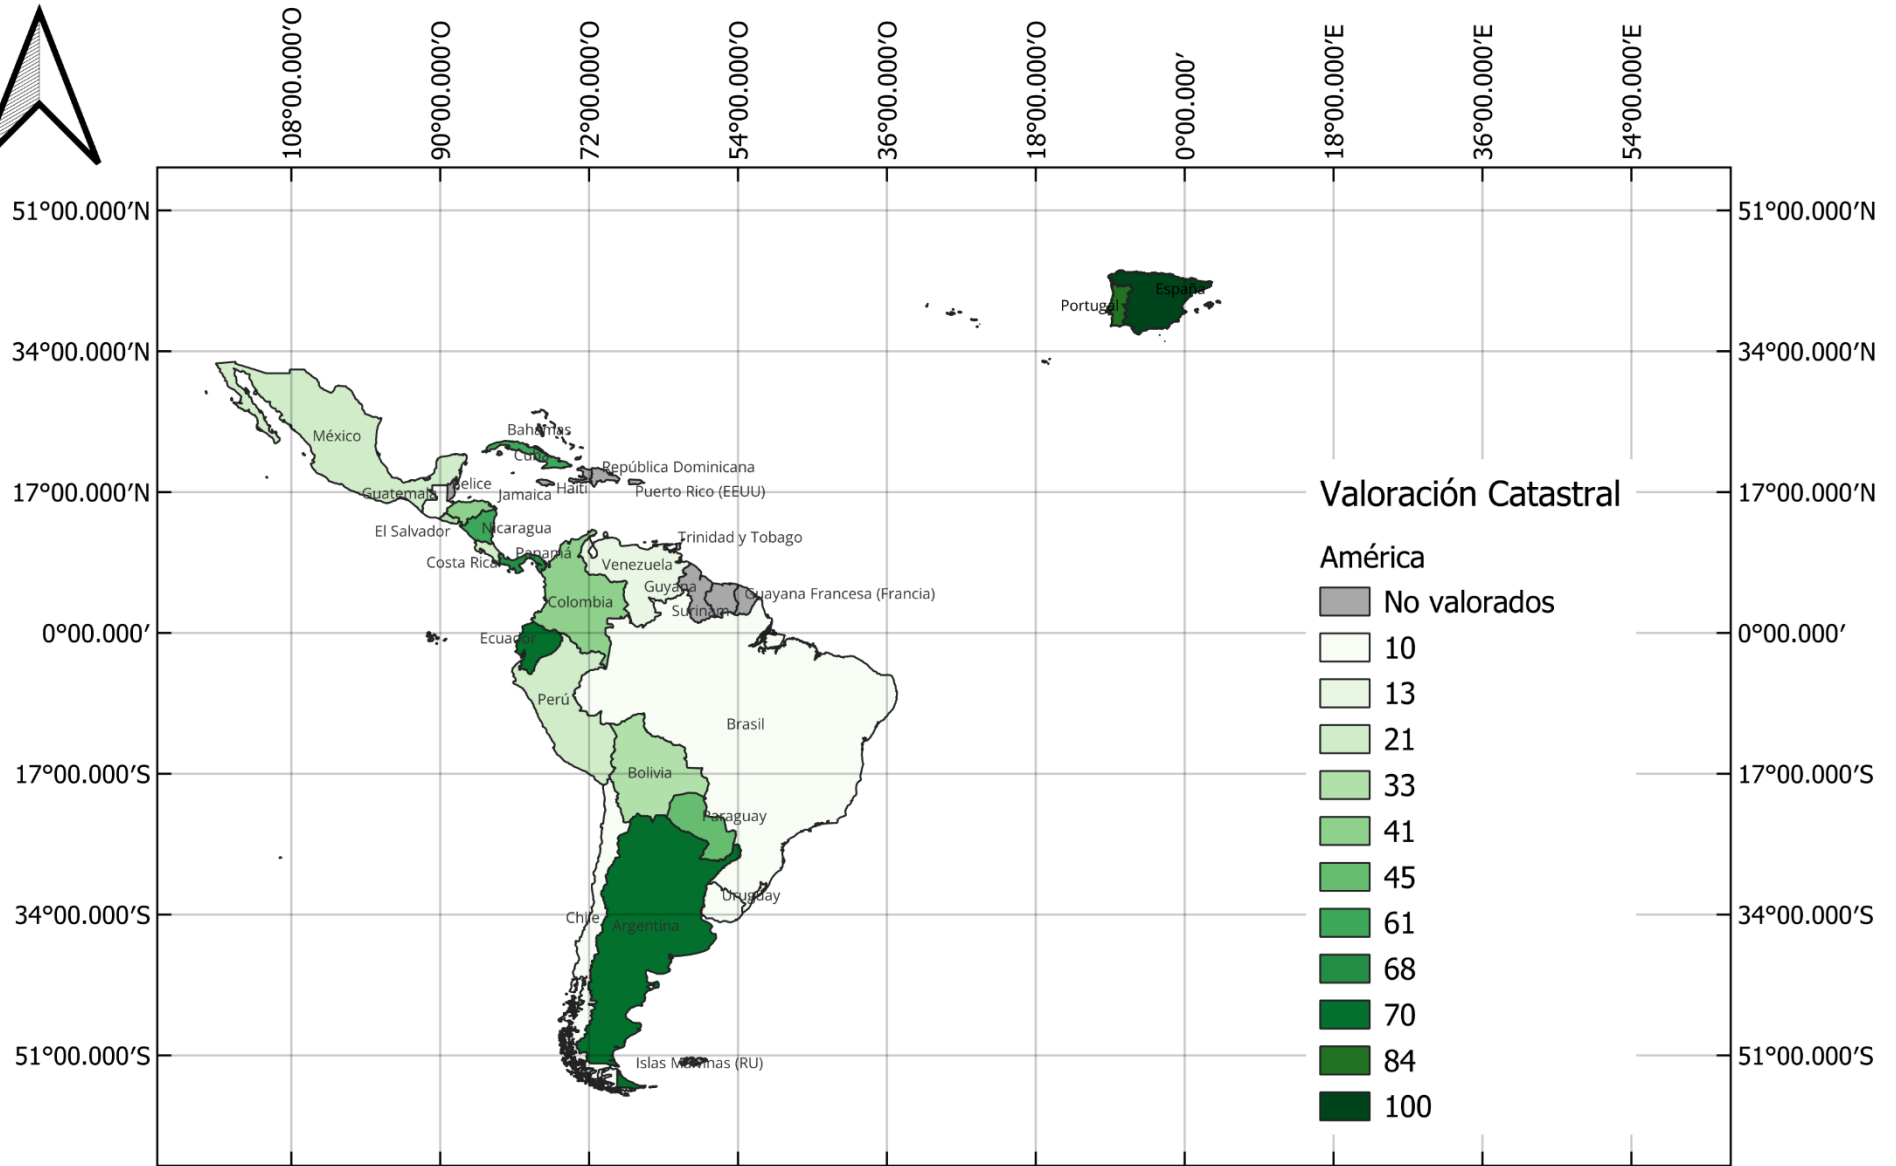 108°00.000′O
90°00.000′O
72°00.000′O
54°00.000′O
36°00.000′O
18°00.000′O
0°00.000′
18°00.000′E
36°00.000′E
54°00.000′E
51°00.000′N
51°00.000′N
España
Portugal
34°00.000′N
34°00.000′N
Bahamas
México
Cuba
República Dominicana
Belice
Haití
Puerto Rico (EEUU)
Guatemala
Jamaica
17°00.000′N
17°00.000′N
El Salvador
Nicaragua
Trinidad y Tobago
Panamá
Costa Rica
Venezuela
Guyana
Guayana Francesa (Francia)
Colombia
Surinam
Ecuador
0°00.000′
0°00.000′
Perú
Brasil
Bolivia
17°00.000′S
17°00.000′S
Paraguay
Uruguay
34°00.000′S
34°00.000′S
Chile
Argentina
51°00.000′S
51°00.000′S
Islas Malvinas (RU)
Valoración Catastral
América
No valorados
10
13
21
33
41
45
61
68
70
84
100